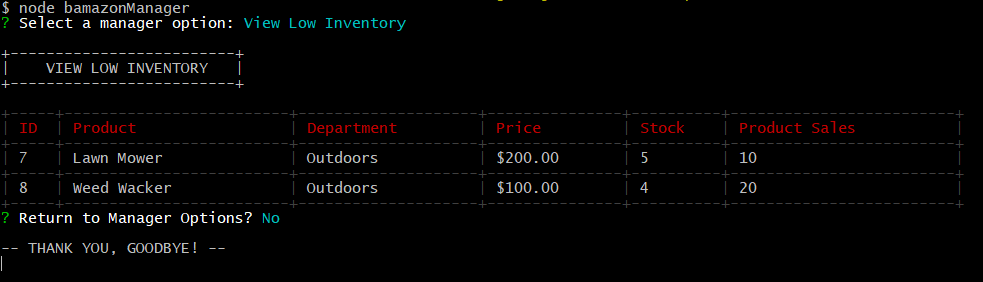 $ node bamazonManager
? Select a manager option: View Low Inventory
+-------------------------+
|    VIEW LOW INVENTORY   |
+-------------------------+
| ID | Product | Department | Price | Stock | Product Sales |
| 7 | Lawn Mower | Outdoors | $200.00 | 5 | 10 |
| 8 | Weed Wacker | Outdoors | $100.00 | 4 | 20 |
? Return to Manager Options? No
-- THANK YOU, GOODBYE! --